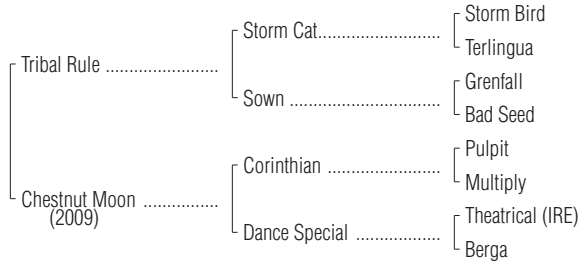 Storm Bird
Storm Cat........................................
Terlingua
Tribal Rule ..............................
Grenfall
Sown ........................................
Bad Seed
Pulpit
Corinthian ..............................
Multiply
Chestnut Moon ....................
(2009)
Theatrical (IRE)
Dance Special .........................
Berga